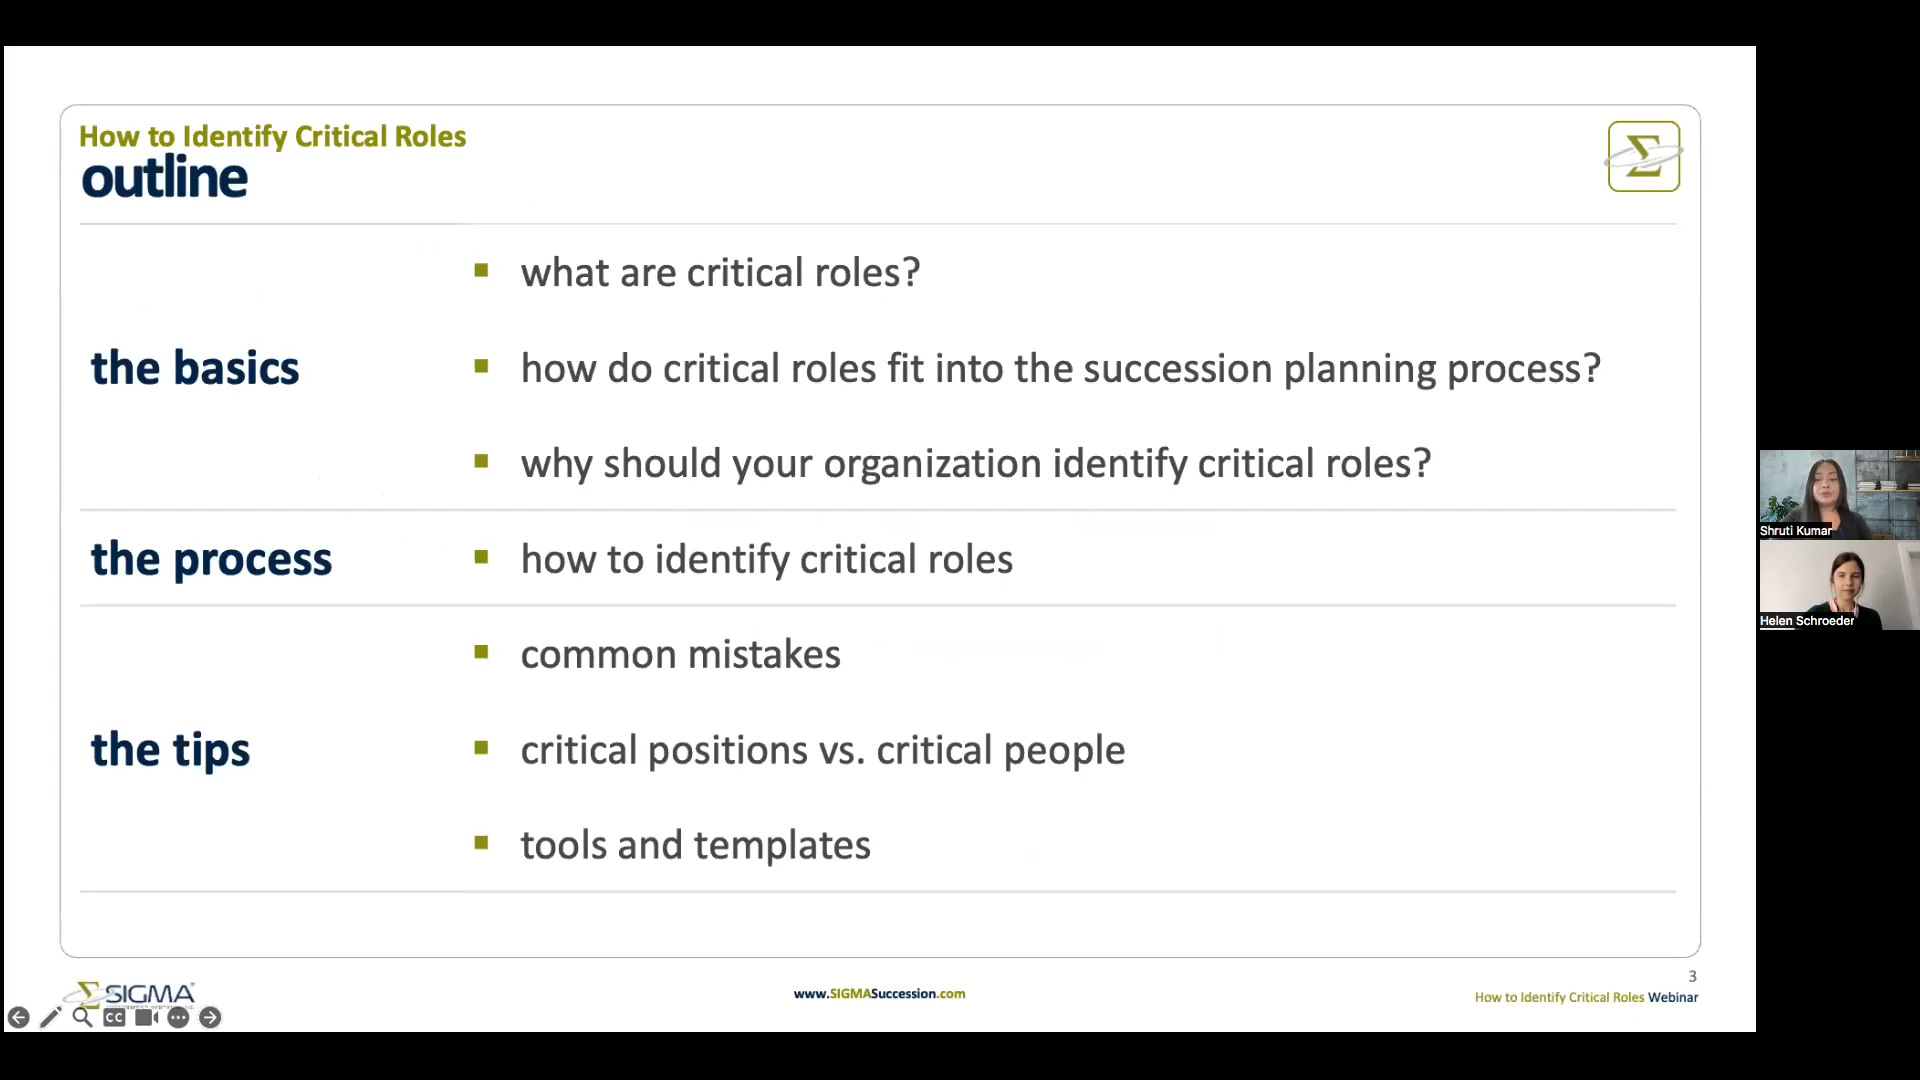 How to Identify Critical Roles
outline
what are critical roles?
the basics
how do critical roles fit into the succession planning process?
why should your organization identify critical roles?
the process
how to identify critical roles
common mistakes
the tips
critical positions vs. critical people
tools and templates
SIGMA
www.SIGMASuccession.com
3
How to Identify Critical Roles Webinar
CC
Shruti Kumar
Helen Schroeder